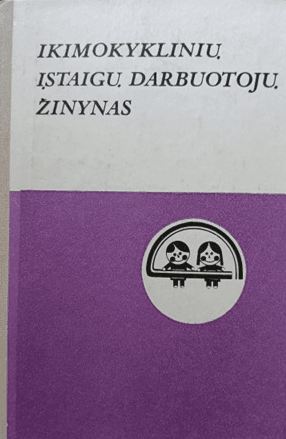 IKIMOKYKLINIŲ
ĮSTAIGŲ DARBUOTOJŲ
ŽINYNAS